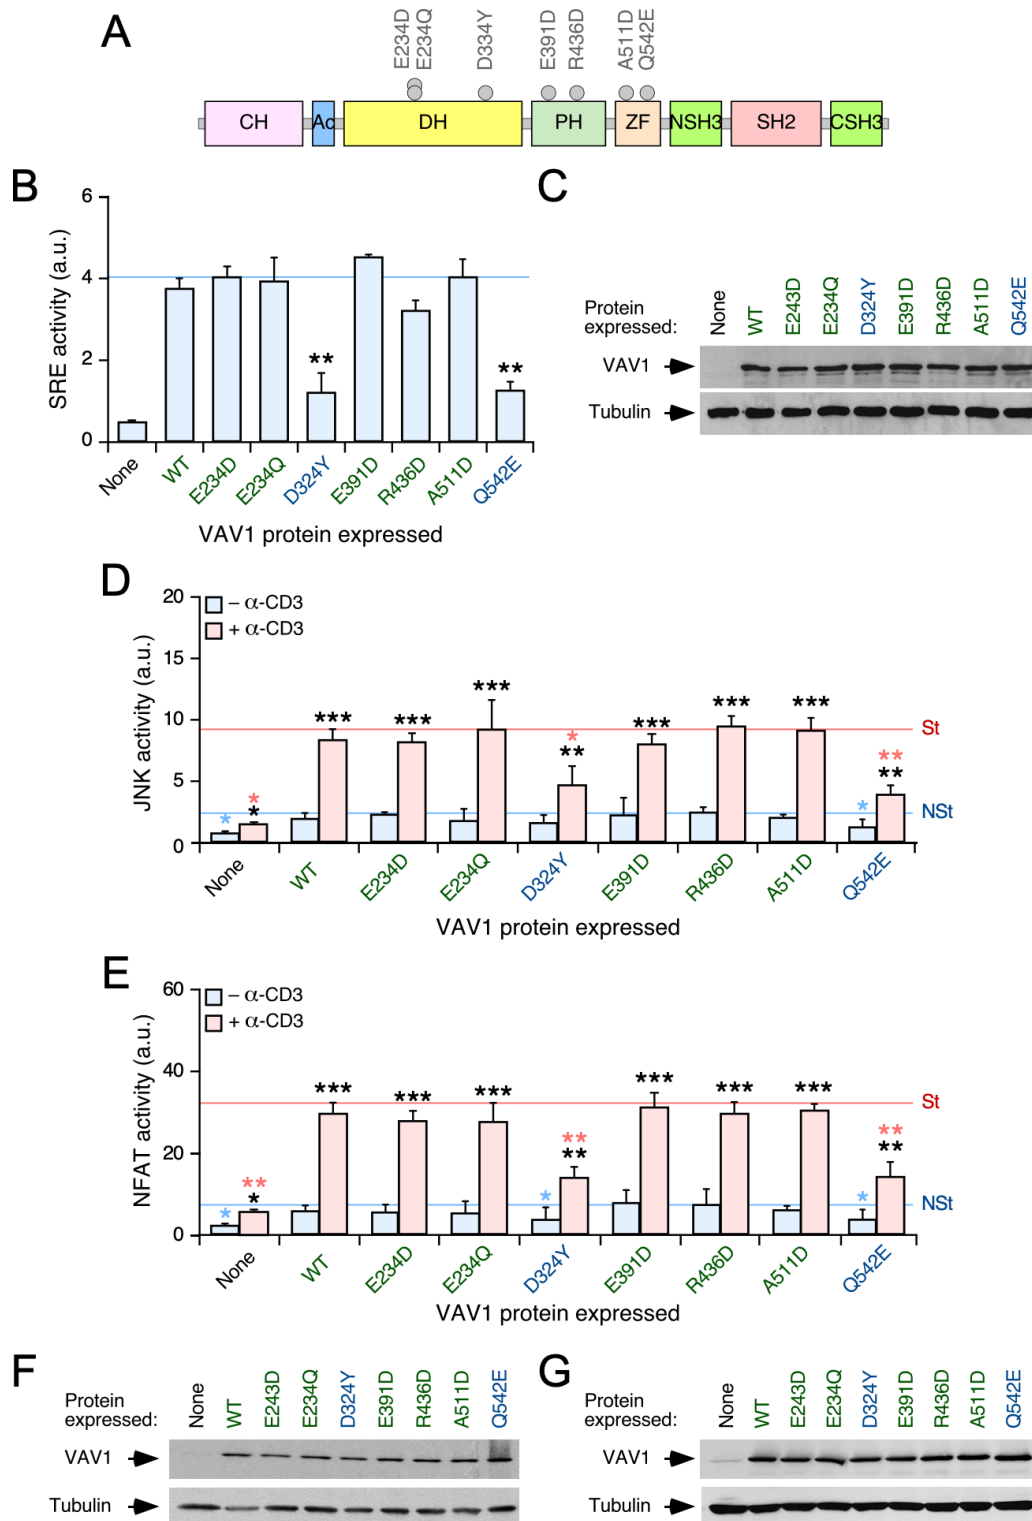 A
E234D
E234Q
D334Y
E391D
R436D
A511D
Q542E
CH
Ac
DH
PH
ZF
NSH3
SH2
CSH3
B
SRE activity (a.u.)
6
4
2
0
** **
None WT E234D E234Q D324Y E391D R436D A511D Q542E
VAV1 protein expressed
C
Protein
expressed:
None WT E243D E234Q D324Y E391D R436D A511D Q542E
VAV1
Tubulin
D
JNK activity (a.u.)
20
15
10
5
0
– α-CD3
+ α-CD3
* * * *** *** *** * ** *** *** *** * ** **
St
NSt
None WT E234D E234Q D324Y E391D R436D A511D Q542E
VAV1 protein expressed
E
NFAT activity (a.u.)
60
40
20
0
– α-CD3
+ α-CD3
* ** * *** *** *** * ** ** *** *** *** * ** **
St
NSt
None WT E234D E234Q D324Y E391D R436D A511D Q542E
VAV1 protein expressed
F
Protein
expressed:
None WT E243D E234Q D324Y E391D R436D A511D Q542E
VAV1
Tubulin
G
Protein
expressed:
None WT E243D E234Q D324Y E391D R436D A511D Q542E
VAV1
Tubulin